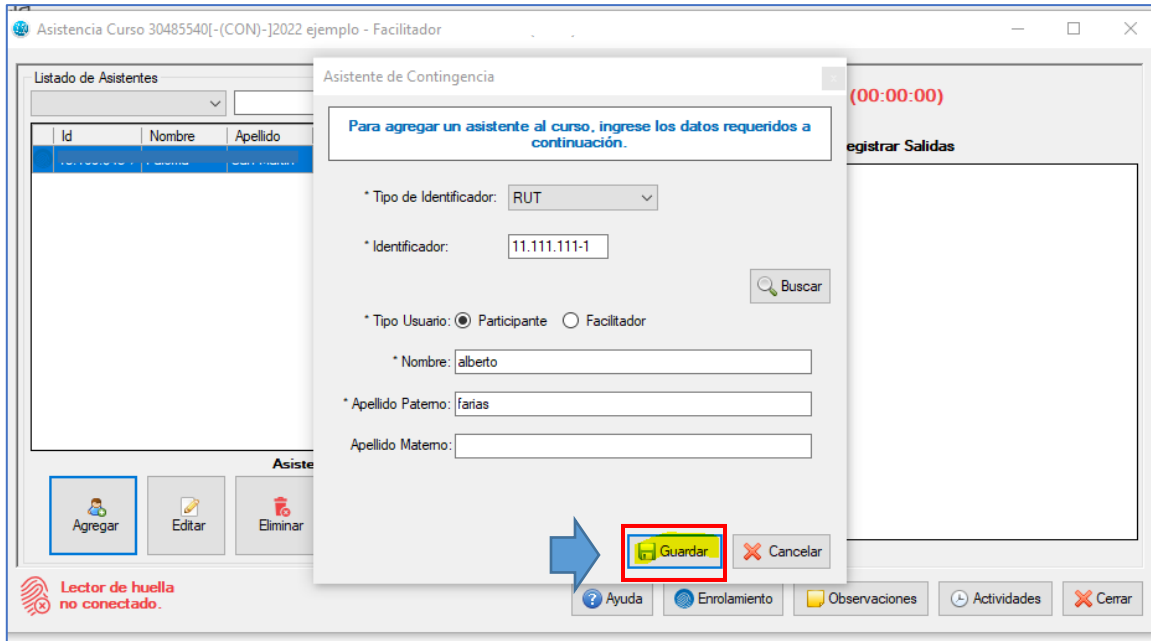 Asistencia Curso 30485540[-(CON)-]2022 ejemplo - Facilitador
Listado de Asistentes
Id Nombre Apellido
Asiste
Agregar Editar Eliminar
Lector de huella
no conectado.
Asistente de Contingencia
Para agregar un asistente al curso, ingrese los datos requeridos a
continuación.
* Tipo de Identificador: RUT
* Identificador: 11.111.111-1
Buscar
* Tipo Usuario: Participante Facilitador
* Nombre: alberto
* Apellido Paterno: farias
Apellido Materno:
Guardar Cancelar
(00:00:00)
egistrar Salidas
Ayuda Enrolamiento Observaciones Actividades Cerrar